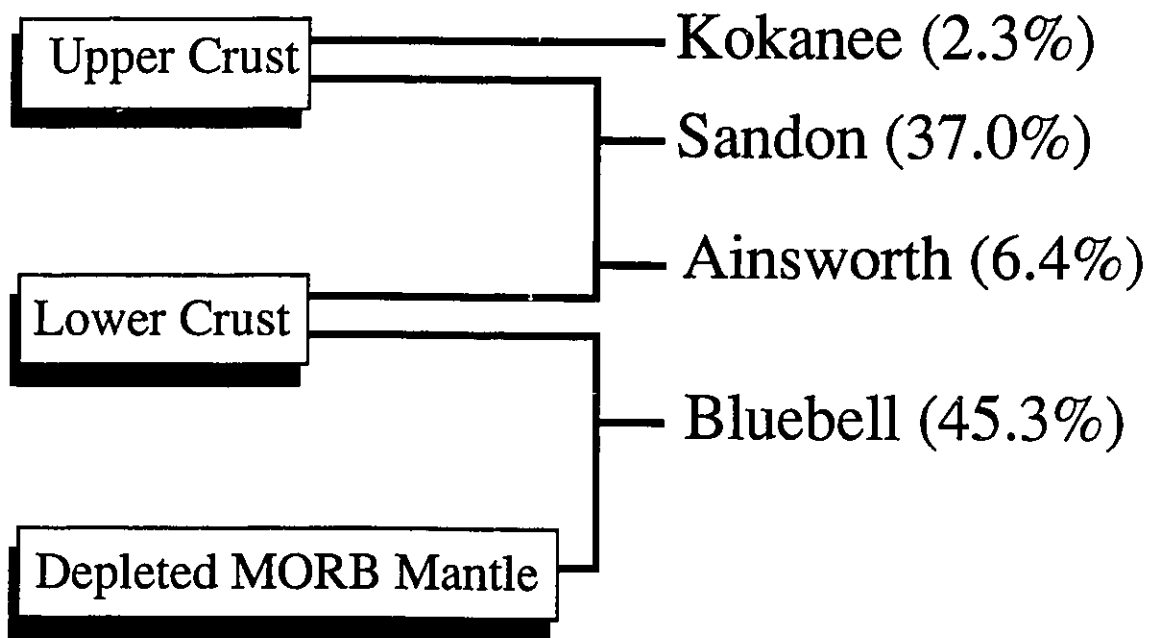 Upper Crust
Kokanee (2.3%)
Sandon (37.0%)
Ainsworth (6.4%)
Lower Crust
Bluebell (45.3%)
Depleted MORB Mantle